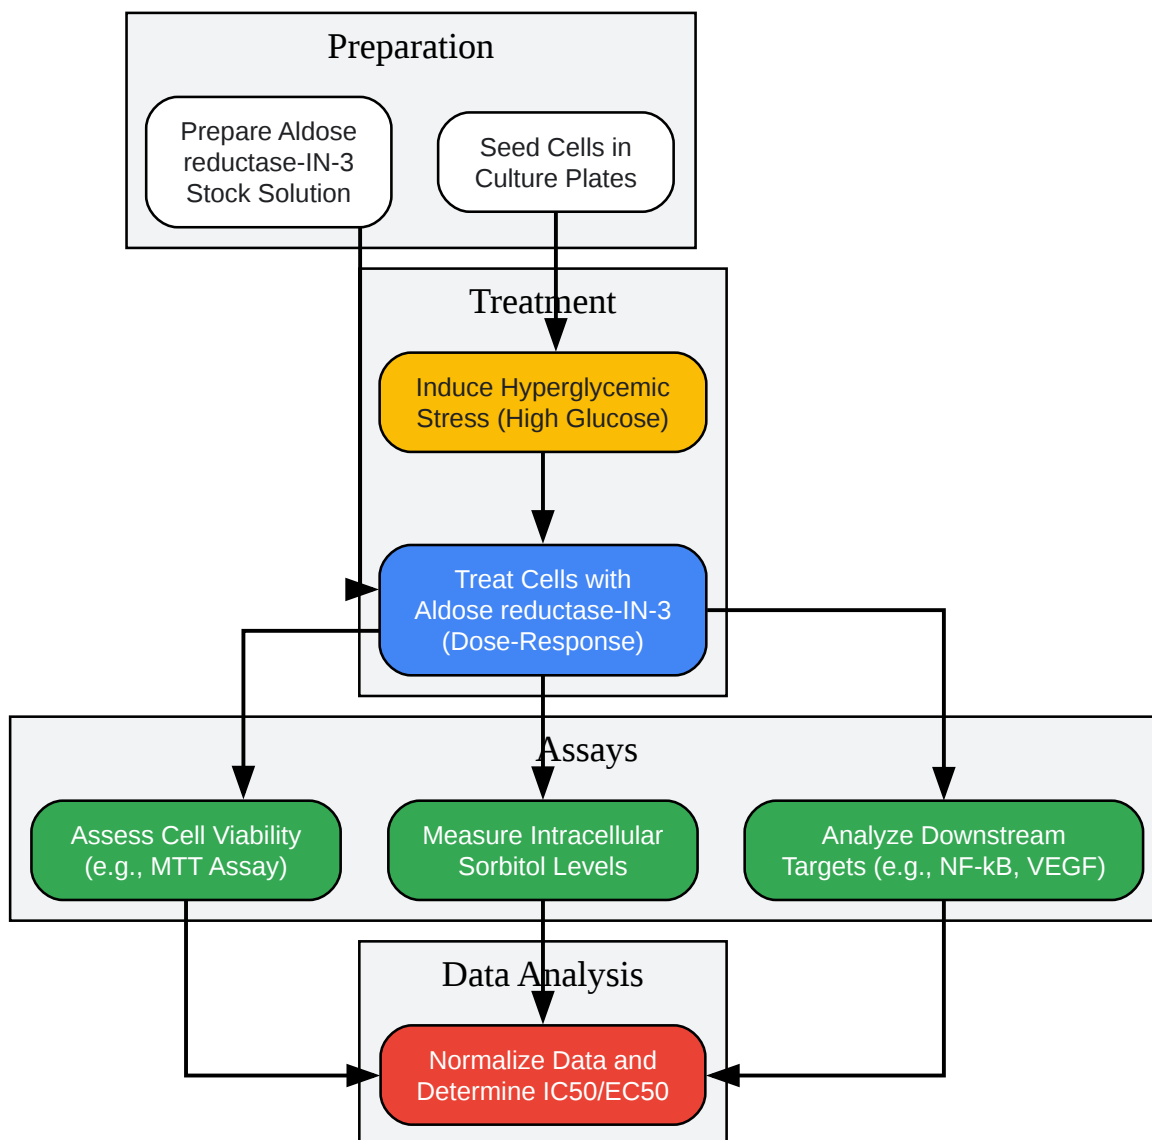 Preparation
Prepare Aldose
reductase-IN-3
Stock Solution
Seed Cells in
Culture Plates
Treatment
Induce Hyperglycemic
Stress (High Glucose)
Treat Cells with
Aldose reductase-IN-3
(Dose-Response)
Assays
Assess Cell Viability
(e.g., MTT Assay)
Measure Intracellular
Sorbitol Levels
Analyze Downstream
Targets (e.g., NF-kB, VEGF)
Data Analysis
Normalize Data and
Determine IC50/EC50